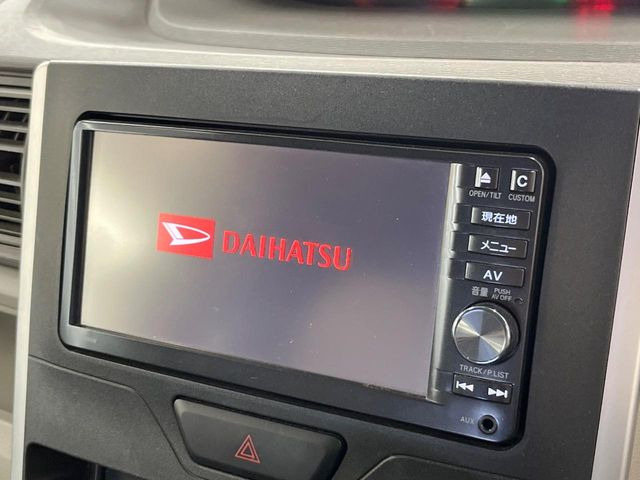 DAIHATSU
OPEN/TILT
C
CUSTOM
現在地
メニュー
AV
音量
PUSH
AV OFF
TRACK/P.LIST
AUX